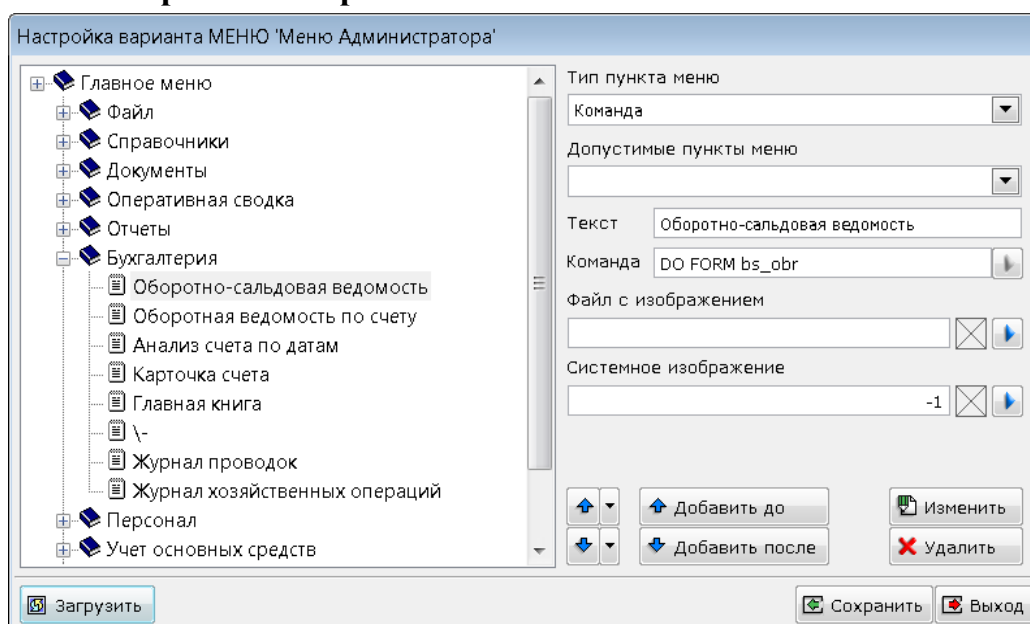 Настройка варианта МЕНЮ 'Меню Администратора'
Главное меню
Файл
Справочники
Документы
Оперативная сводка
Отчеты
Бухгалтерия
Оборотно-сальдовая ведомость
Оборотная ведомость по счету
Анализ счета по датам
Карточка счета
Главная книга
\-
Журнал проводок
Журнал хозяйственных операций
Персонал
Учет основных средств
Тип пункта меню
Команда
Допустимые пункты меню
Текст Оборотно-сальдовая ведомость
Команда DO FORM bs_obr
Файл с изображением
Системное изображение
-1
Добавить до Изменить
Добавить после Удалить
Загрузить Сохранить Выход